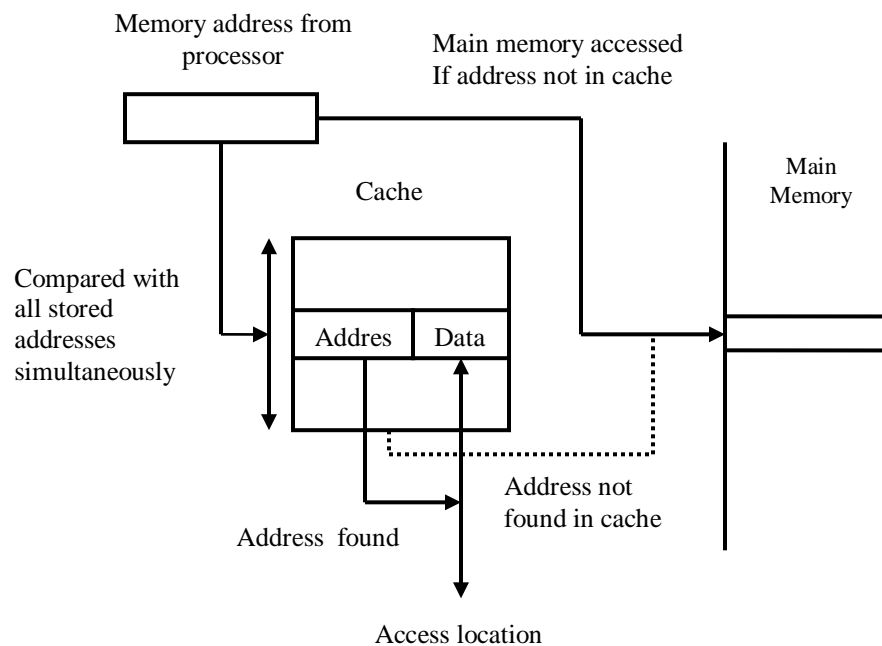 Memory address from
processor
Main memory accessed
If address not in cache
Main
Memory
Cache
Compared with
all stored
addresses
simultaneously
Addres
Data
Address not
found in cache
Address found
Access location